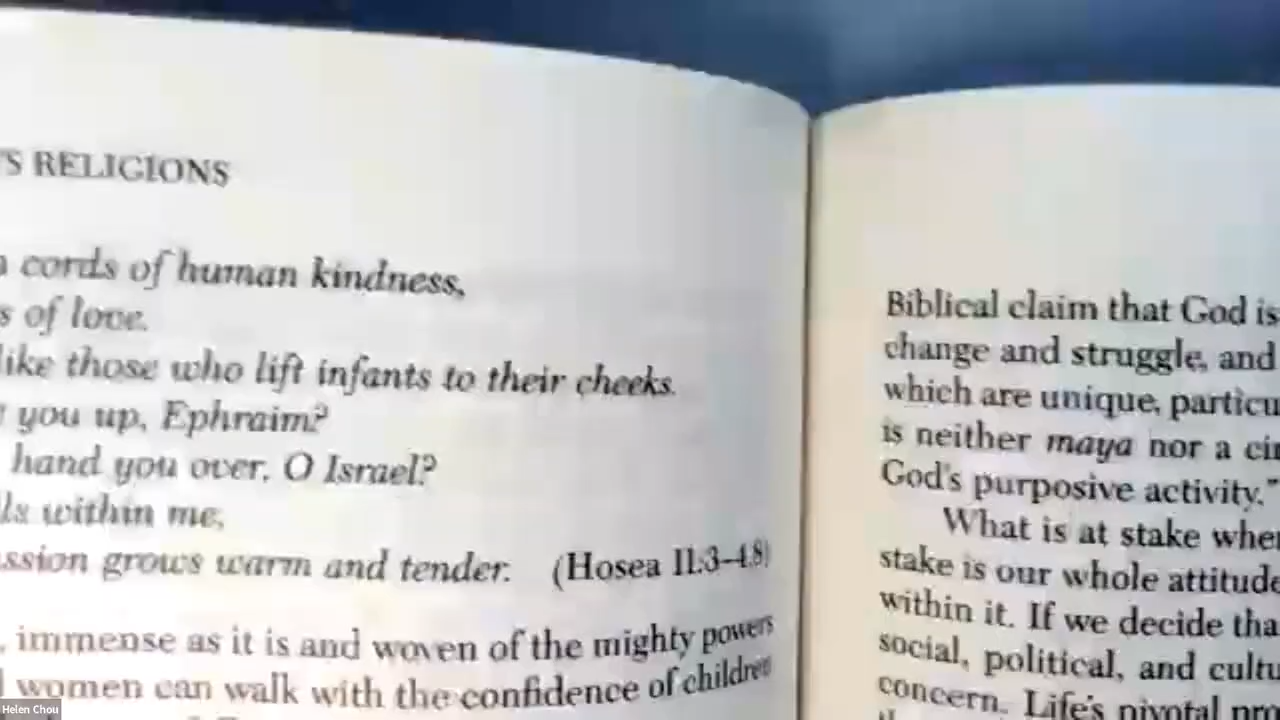 'S RELIGIONS
cords of human kindness,
s of love.
like those who lift infants to their cheeks.
you up, Ephraim?
hand you over, O Israel?
lls within me,
ssion grows warm and tender. (Hosea 11:3–4,8)
, immense as it is and woven of the mighty powers
women can walk with the confidence of children
Biblical claim that God is
change and struggle, and
which are unique, particu
is neither maya nor a cir
God's purposive activity."
What is at stake when
stake is our whole attitude
within it. If we decide tha
social, political, and cultu
concern. Life's pivotal pro
Helen Chou